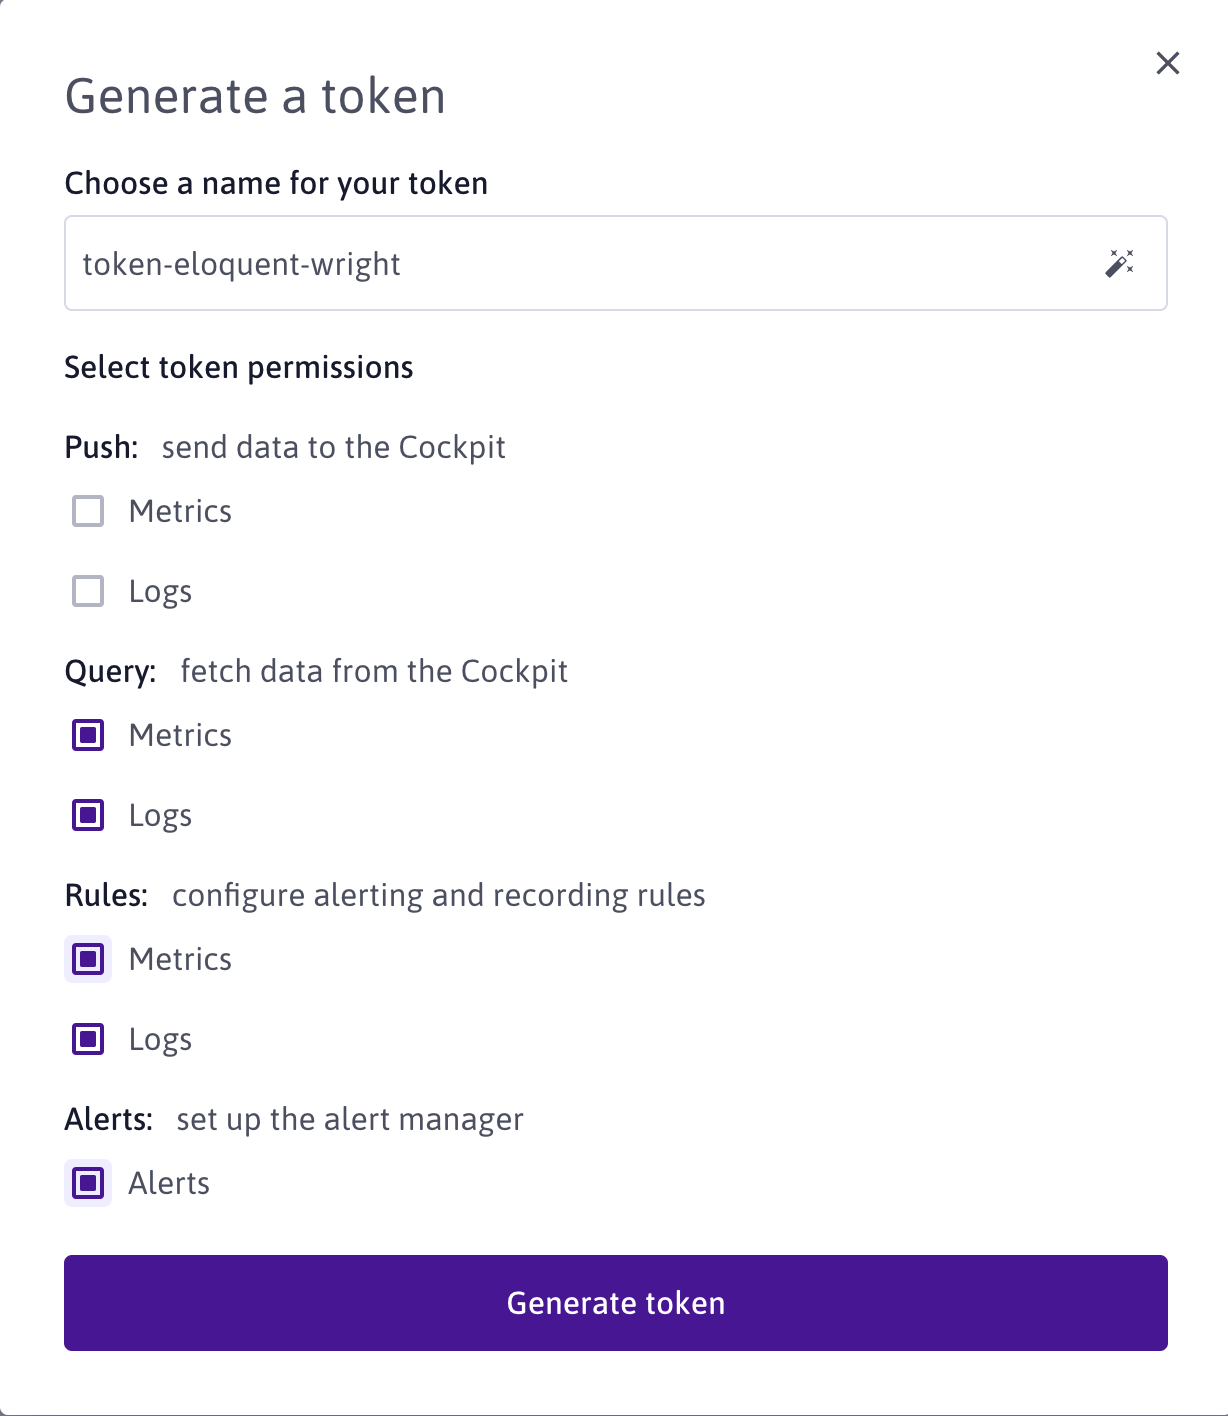 Generate a token
Choose a name for your token
token-eloquent-wright
Select token permissions
Push: send data to the Cockpit
Metrics
Logs
Query: fetch data from the Cockpit
Metrics
Logs
Rules: configure alerting and recording rules
Metrics
Logs
Alerts: set up the alert manager
Alerts
Generate token